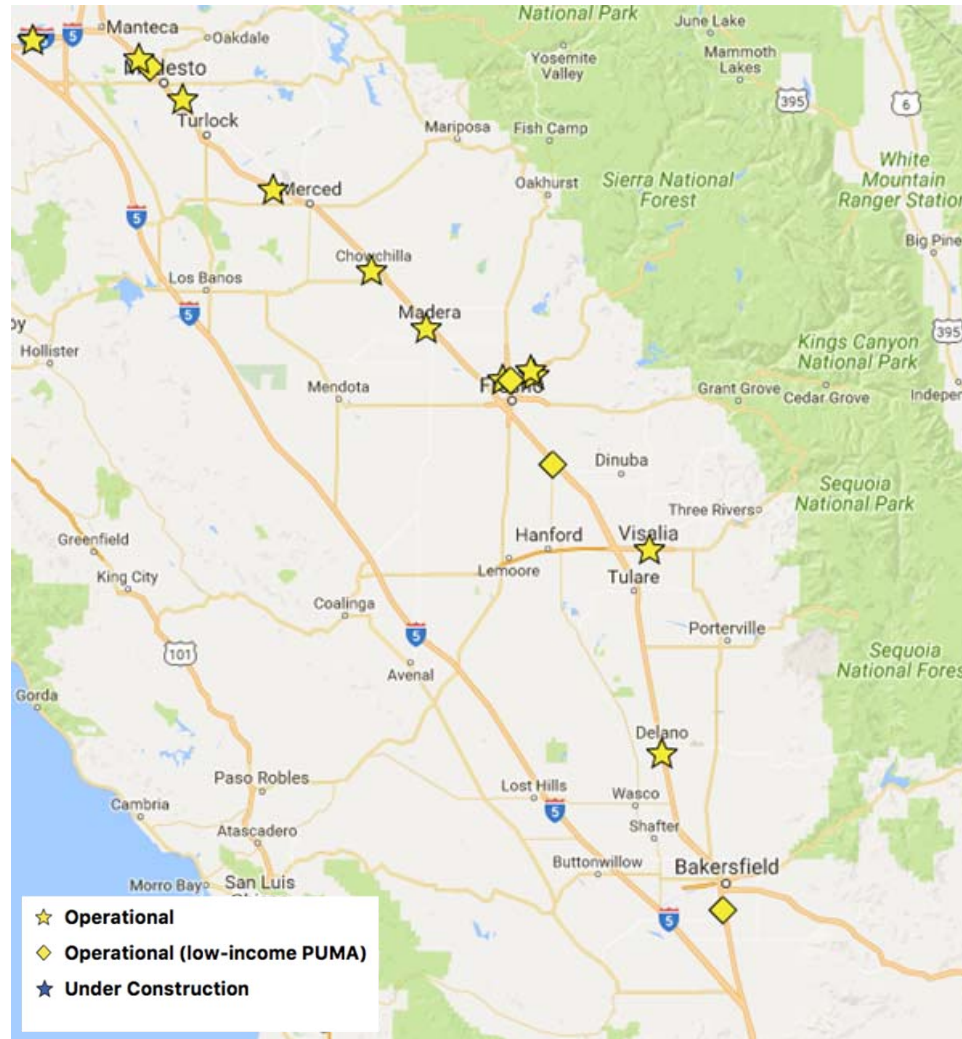 National Park
June Lake
Manteca
Oakdale
5
5
Yosemite
Valley
Mammoth
Lakes
395
6
Turlock
Mariposa
Fish Camp
White
Mountain
Ranger Station
Merced
Oakhurst
Sierra National
Forest
5
Big Pine
Chowchilla
Los Banos
5
Madera
395
Hollister
Kings Canyon
National Park
Mendota
Grant Grove
Cedar Grove
Indepen
Dinuba
Sequoia
National Park
Three Rivers
Greenfield
Hanford
Visalia
Lemoore
Tulare
King City
Coalinga
5
Porterville
101
Avenal
Sequoia
National Fores
Gorda
Delano
Paso Robles
Lost Hills
Wasco
5
Cambria
Shafter
Atascadero
Buttonwillow
Bakersfield
Morro Bay
San Luis
5
Operational
Operational (low-income PUMA)
Under Construction